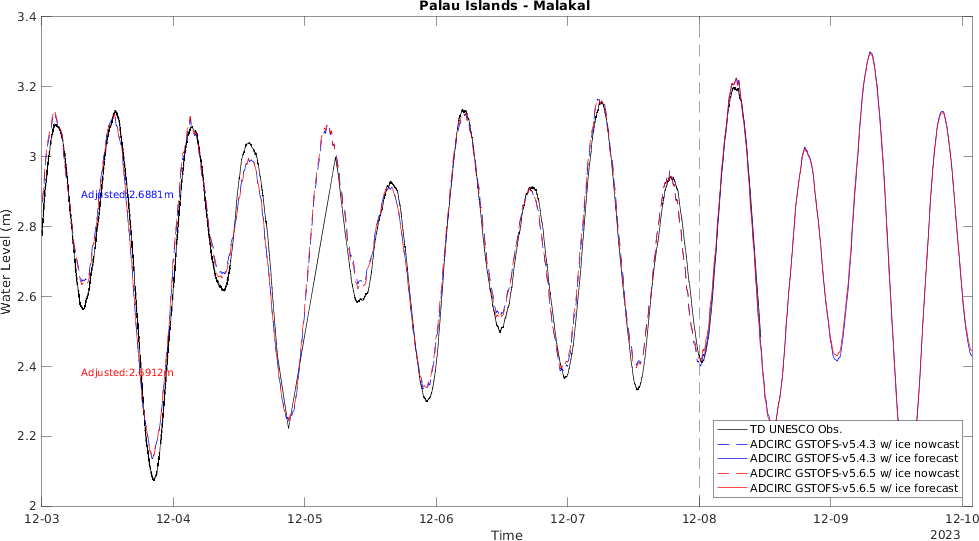 Palau Islands - Malakal
3.4
3.2
3
2.8
2.6
2.4
2.2
2
Water Level (m)
Adjusted:2.6881m
Adjusted:2.6912m
TD UNESCO Obs.
ADCIRC GSTOFS-v5.4.3 w/ ice nowcast
ADCIRC GSTOFS-v5.4.3 w/ ice forecast
ADCIRC GSTOFS-v5.6.5 w/ ice nowcast
ADCIRC GSTOFS-v5.6.5 w/ ice forecast
12-03 12-04 12-05 12-06 12-07 12-08 12-09 12-10
Time
2023